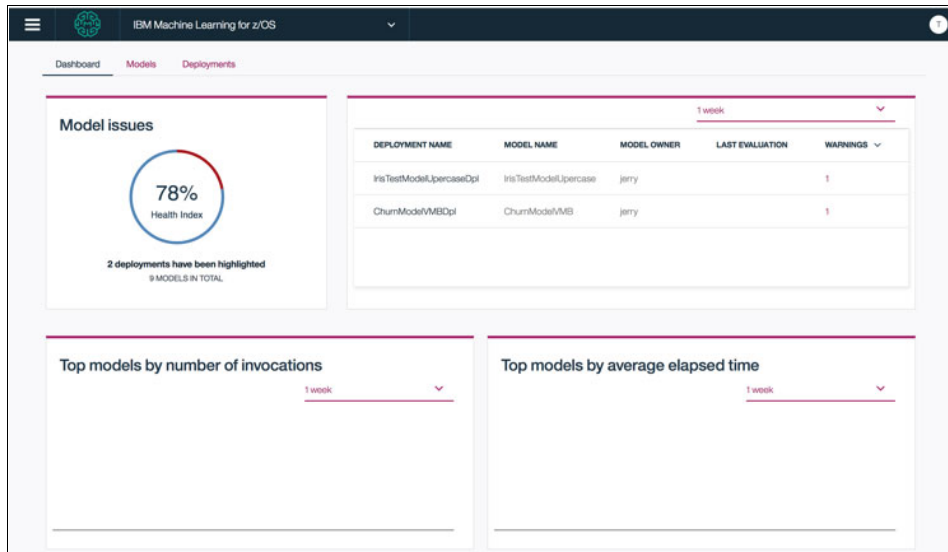 IBM Machine Learning for z/OS
T
Dashboard Models Deployments
Model issues
78%
Health Index
2 deployments have been highlighted
9 MODELS IN TOTAL
1 week
DEPLOYMENT NAME MODEL NAME MODEL OWNER LAST EVALUATION WARNINGS
IrisTestModelUpercaseDpl IrisTestModelUpercase jerry 1
ChurnModelVMBDpl ChurnModelVMB jerry 1
Top models by number of invocations
1 week
Top models by average elapsed time
1 week